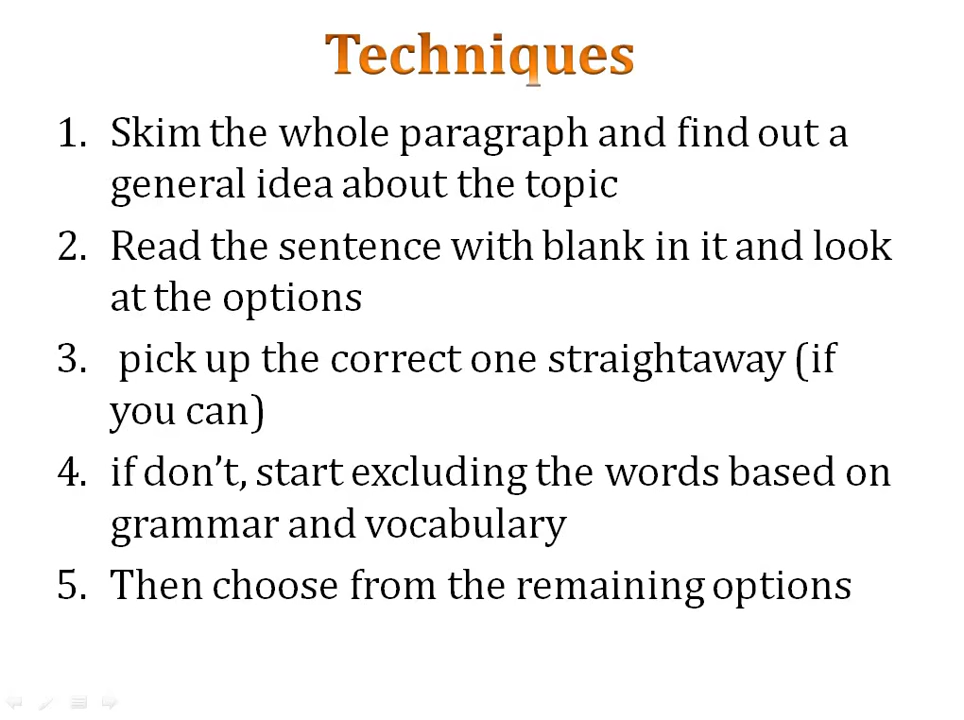 Techniques
1. Skim the whole paragraph and find out a
general idea about the topic
2. Read the sentence with blank in it and look
at the options
3. pick up the correct one straightaway (if
you can)
4. if don’t, start excluding the words based on
grammar and vocabulary
5. Then choose from the remaining options